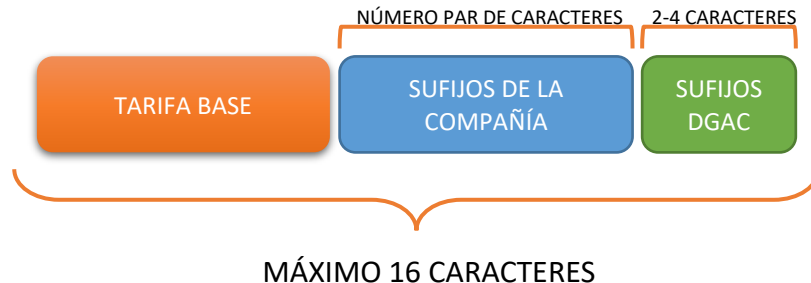 NÚMERO PAR DE CARACTERES
2-4 CARACTERES
TARIFA BASE
SUFIJOS DE LA
COMPAÑÍA
SUFIJOS
DGAC
MÁXIMO 16 CARACTERES